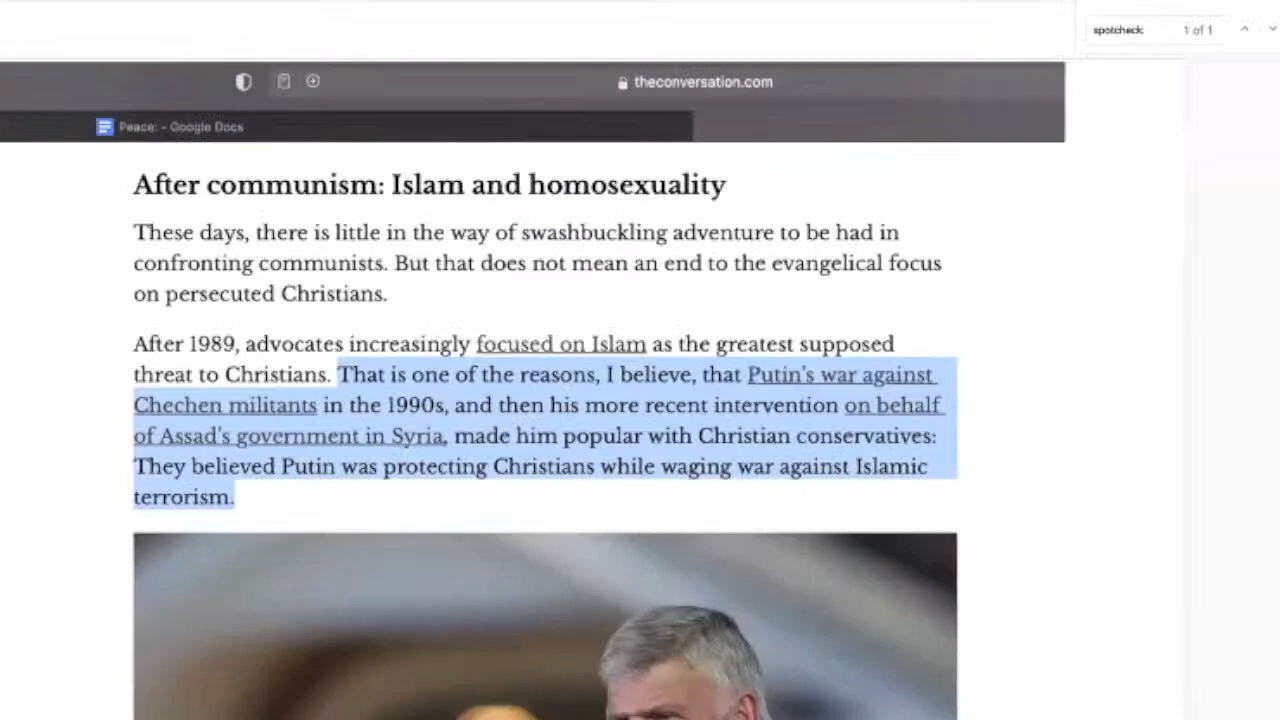 spotcheck 1 of 1
theconversation.com
Peace: - Google Docs
After communism: Islam and homosexuality
These days, there is little in the way of swashbuckling adventure to be had in
confronting communists. But that does not mean an end to the evangelical focus
on persecuted Christians.
After 1989, advocates increasingly focused on Islam as the greatest supposed
threat to Christians. That is one of the reasons, I believe, that Putin's war against
Chechen militants in the 1990s, and then his more recent intervention on behalf
of Assad's government in Syria, made him popular with Christian conservatives:
They believed Putin was protecting Christians while waging war against Islamic
terrorism.